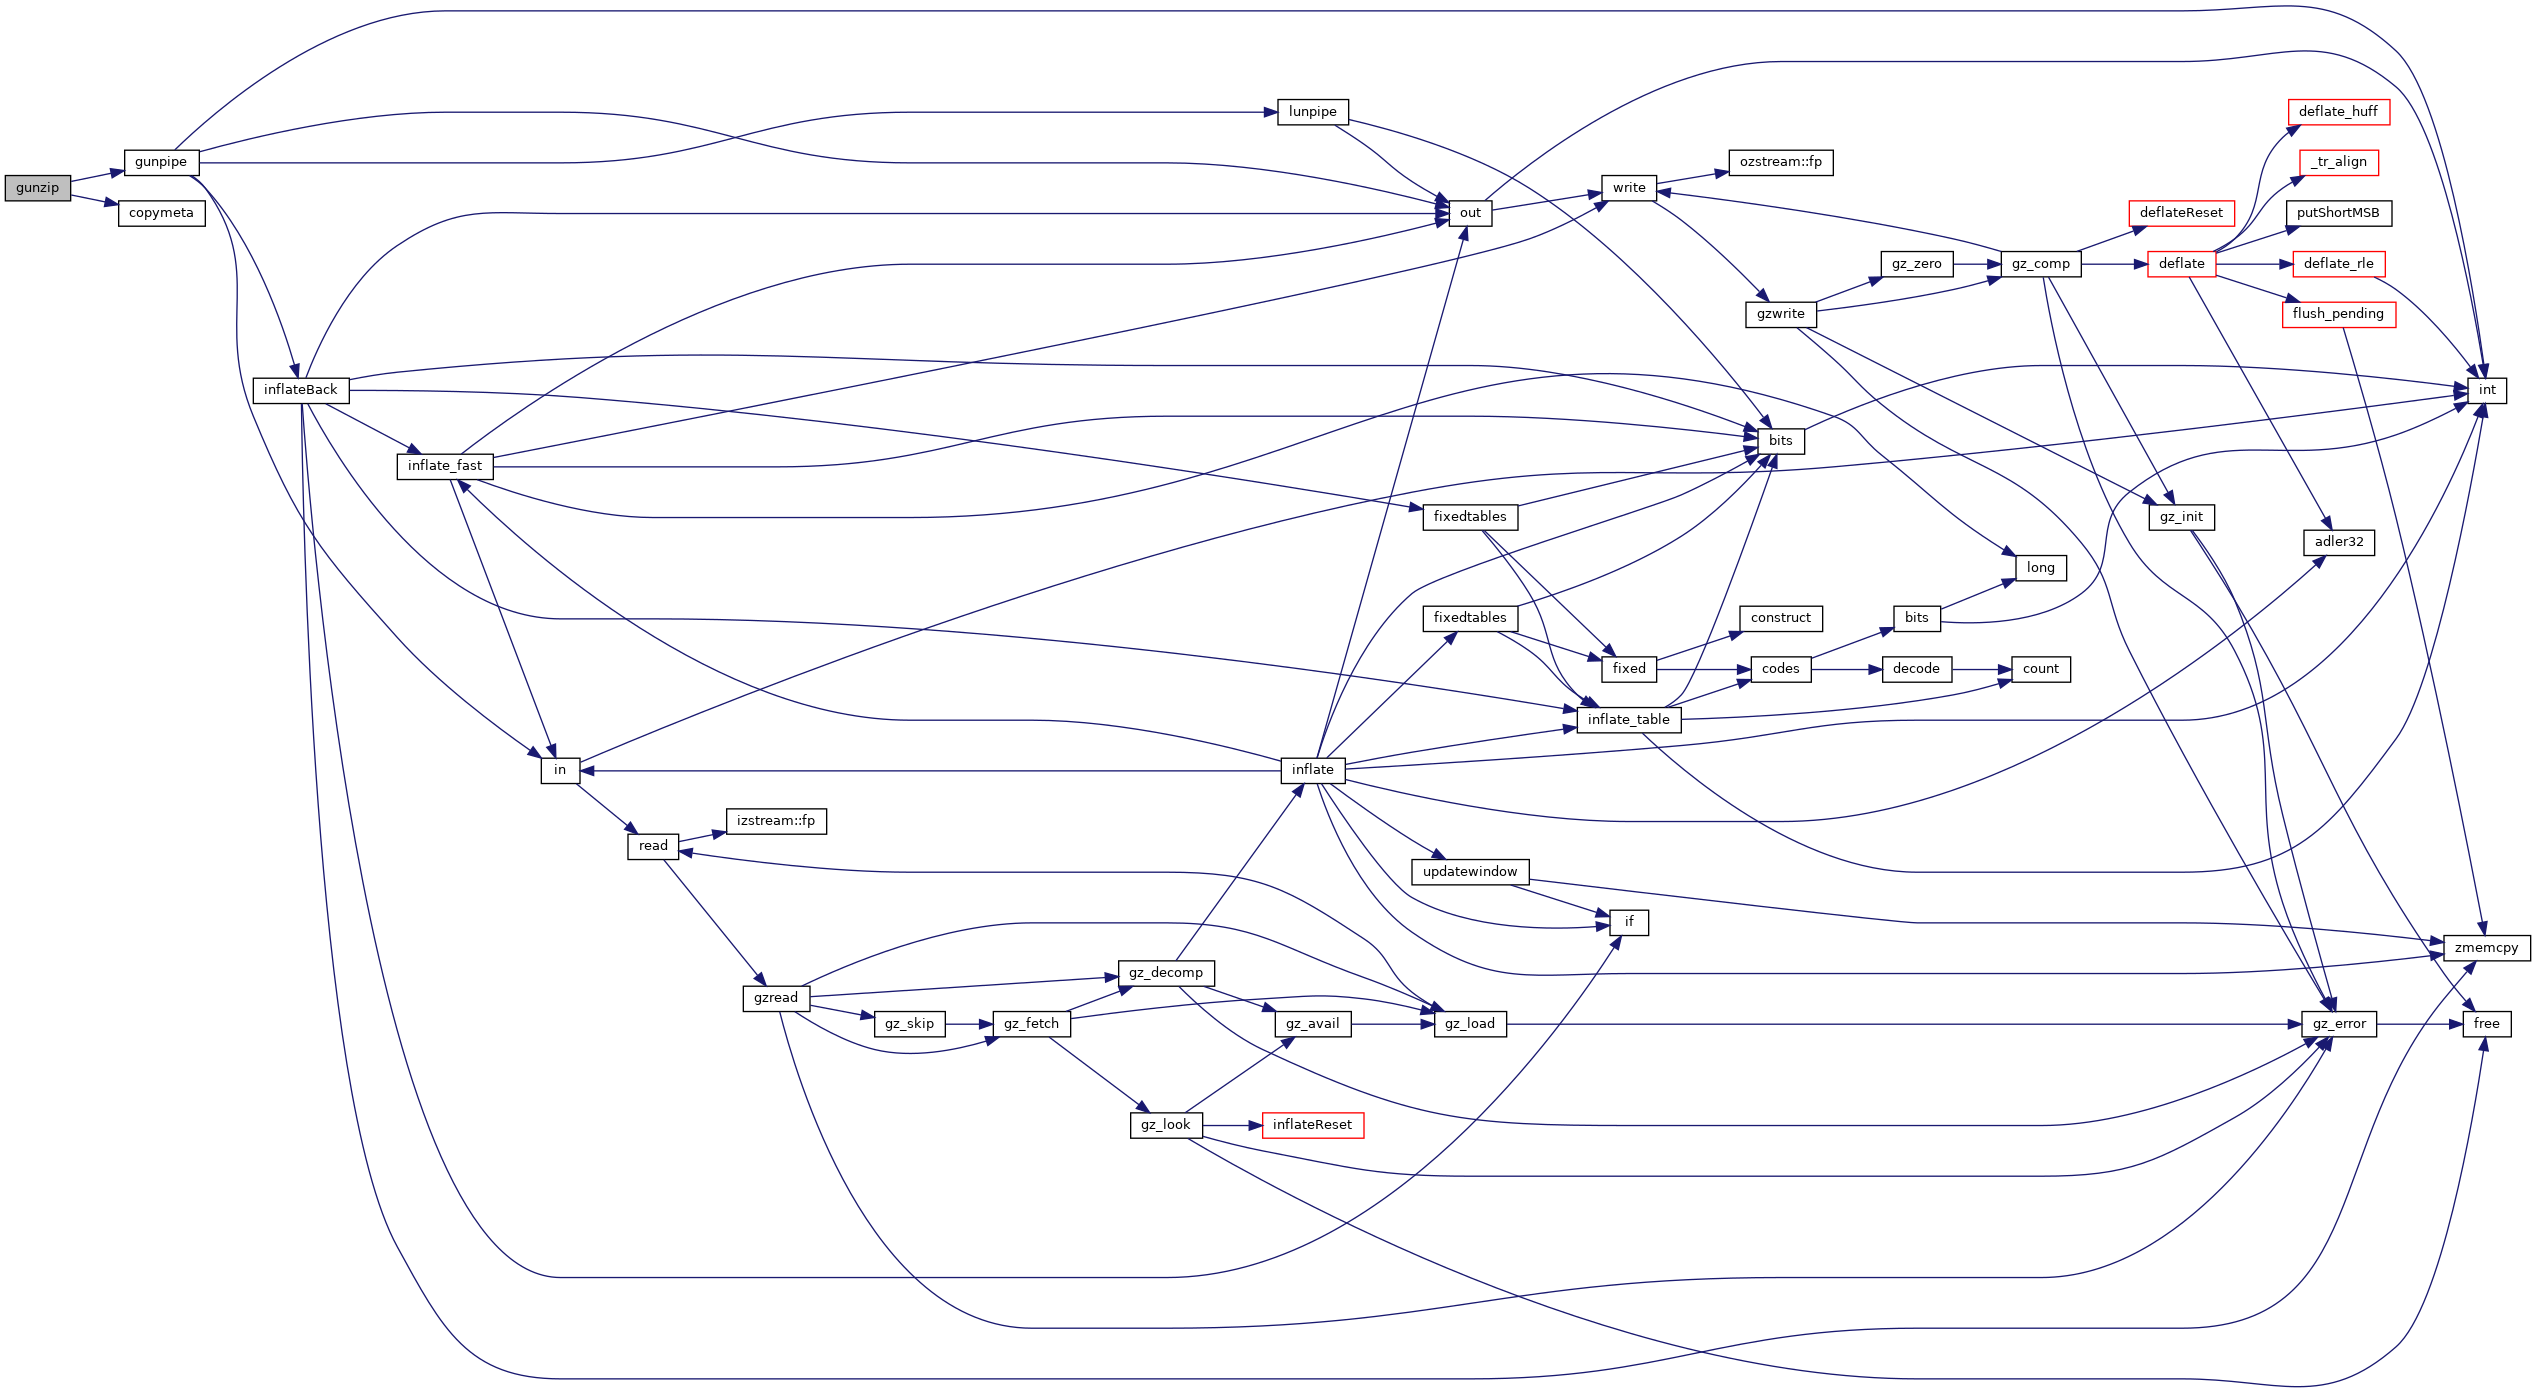 gunzip
gunpipe
copymeta
inflateBack
inflate_fast
in
read
izstream::fp
gzread
gz_skip
gz_fetch
gz_decomp
gz_look
lunpipe
inflate
gz_avail
inflateReset
out
fixedtables
fixedtables
updatewindow
gz_load
write
fixed
inflate_table
if
ozstream::fp
gzwrite
bits
construct
codes
gz_zero
bits
decode
gz_comp
long
count
deflateReset
deflate
gz_init
deflate_huff
_tr_align
putShortMSB
deflate_rle
flush_pending
adler32
gz_error
int
zmemcpy
free